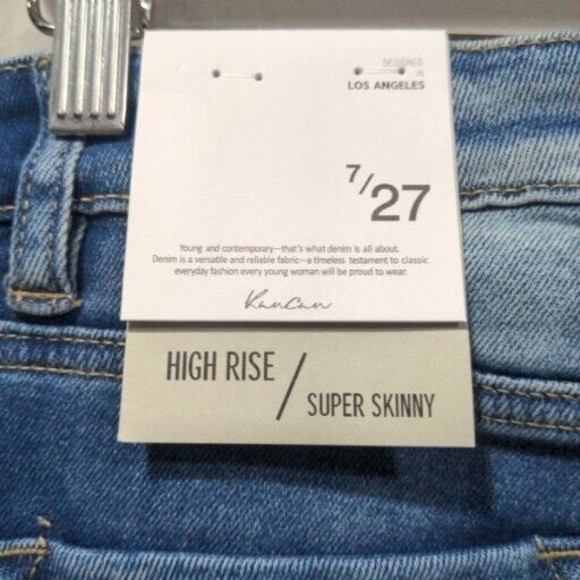 DESIGNED
IN
LOS ANGELES
7/27
Young and contemporary—that's what denim is all about.
Denim is a versatile and reliable fabric—a timeless testament to classic
everyday fashion every young woman will be proud to wear.
KanCan
HIGH RISE / SUPER SKINNY